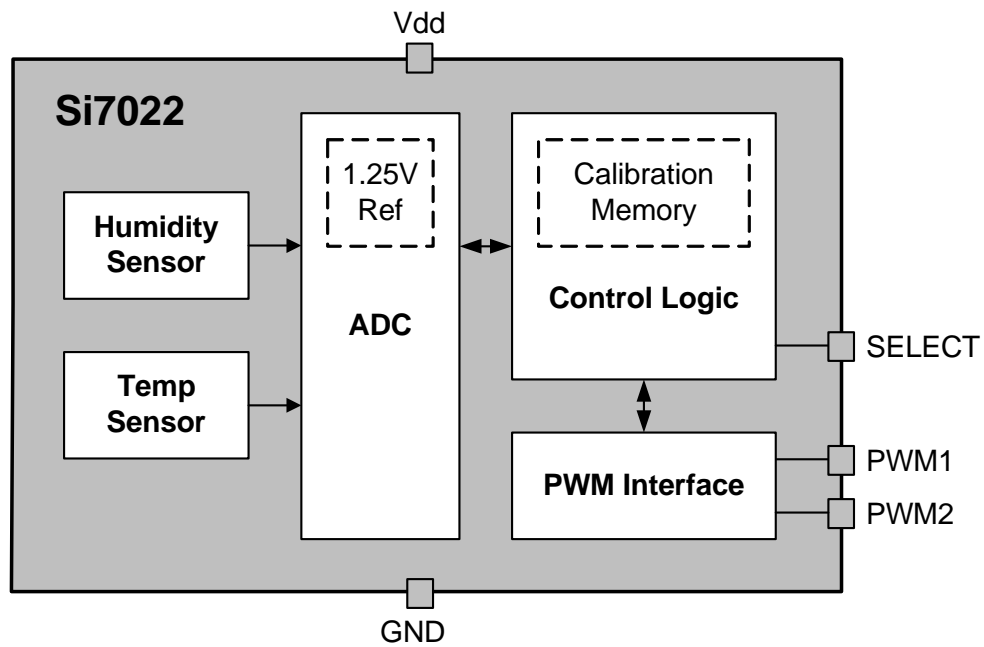 Vdd
Si7022
1.25V
Ref
Calibration
Memory
Humidity
Sensor
Control Logic
ADC
SELECT
Temp
Sensor
PWM Interface
PWM1
PWM2
GND